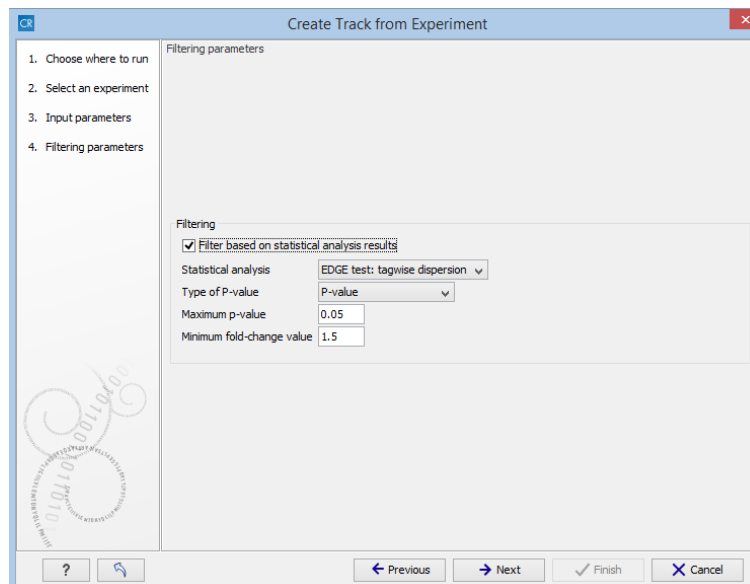 CR
Create Track from Experiment
1. Choose where to run
2. Select an experiment
3. Input parameters
4. Filtering parameters
Filtering parameters
Filtering
Filter based on statistical analysis results
Statistical analysis EDGE test: tagwise dispersion
Type of P-value P-value
Maximum p-value 0.05
Minimum fold-change value 1.5
? Previous Next Finish Cancel